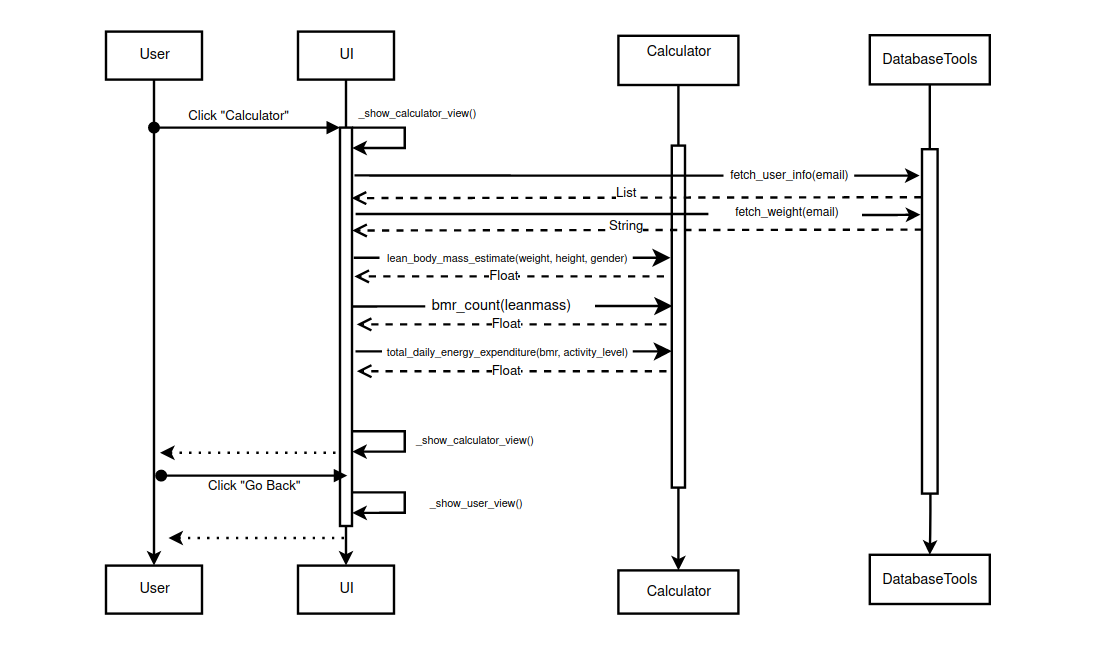 User
UI
Calculator
DatabaseTools
Click "Calculator"
_show_calculator_view()
fetch_user_info(email)
List
fetch_weight(email)
String
lean_body_mass_estimate(weight, height, gender)
Float
bmr_count(leanmass)
Float
total_daily_energy_expenditure(bmr, activity_level)
Float
_show_calculator_view()
Click "Go Back"
_show_user_view()
User
UI
Calculator
DatabaseTools